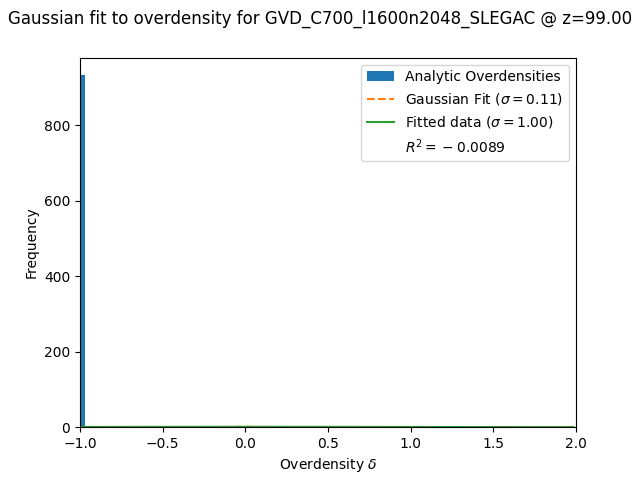 Gaussian fit to overdensity for GVD_C700_l1600n2048_SLEGAC @ z=99.00
Analytic Overdensities
Gaussian Fit (σ = 0.11)
Fitted data (σ = 1.00)
R² = −0.0089
Frequency
800
600
400
200
0
−1.0 −0.5 0.0 0.5 1.0 1.5 2.0
Overdensity δ